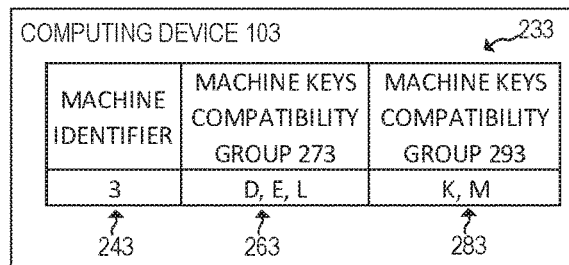 COMPUTING DEVICE 103
233
MACHINE IDENTIFIER
MACHINE KEYS COMPATIBILITY GROUP 273
MACHINE KEYS COMPATIBILITY GROUP 293
3
D, E, L
K, M
243
263
283